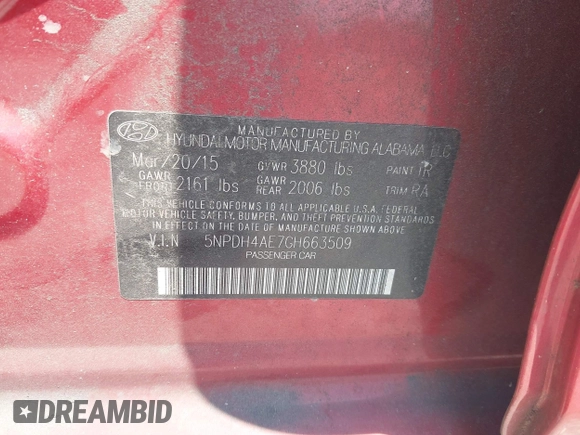 MANUFACTURED BY
HYUNDAI MOTOR MANUFACTURING ALABAMA, LLC
Mar/20/15 GVWR 3880 lbs PAINT TR
GAWR FRONT 2161 lbs GAWR REAR 2006 lbs TRIM RA
THIS VEHICLE CONFORMS TO ALL APPLICABLE U.S.A. FEDERAL
MOTOR VEHICLE SAFETY, BUMPER, AND THEFT PREVENTION STANDARDS
IN EFFECT ON THE DATE OF MANUFACTURE SHOWN ABOVE.
V.I.N 5NPDH4AE7GH663509
PASSENGER CAR
DREAMBID